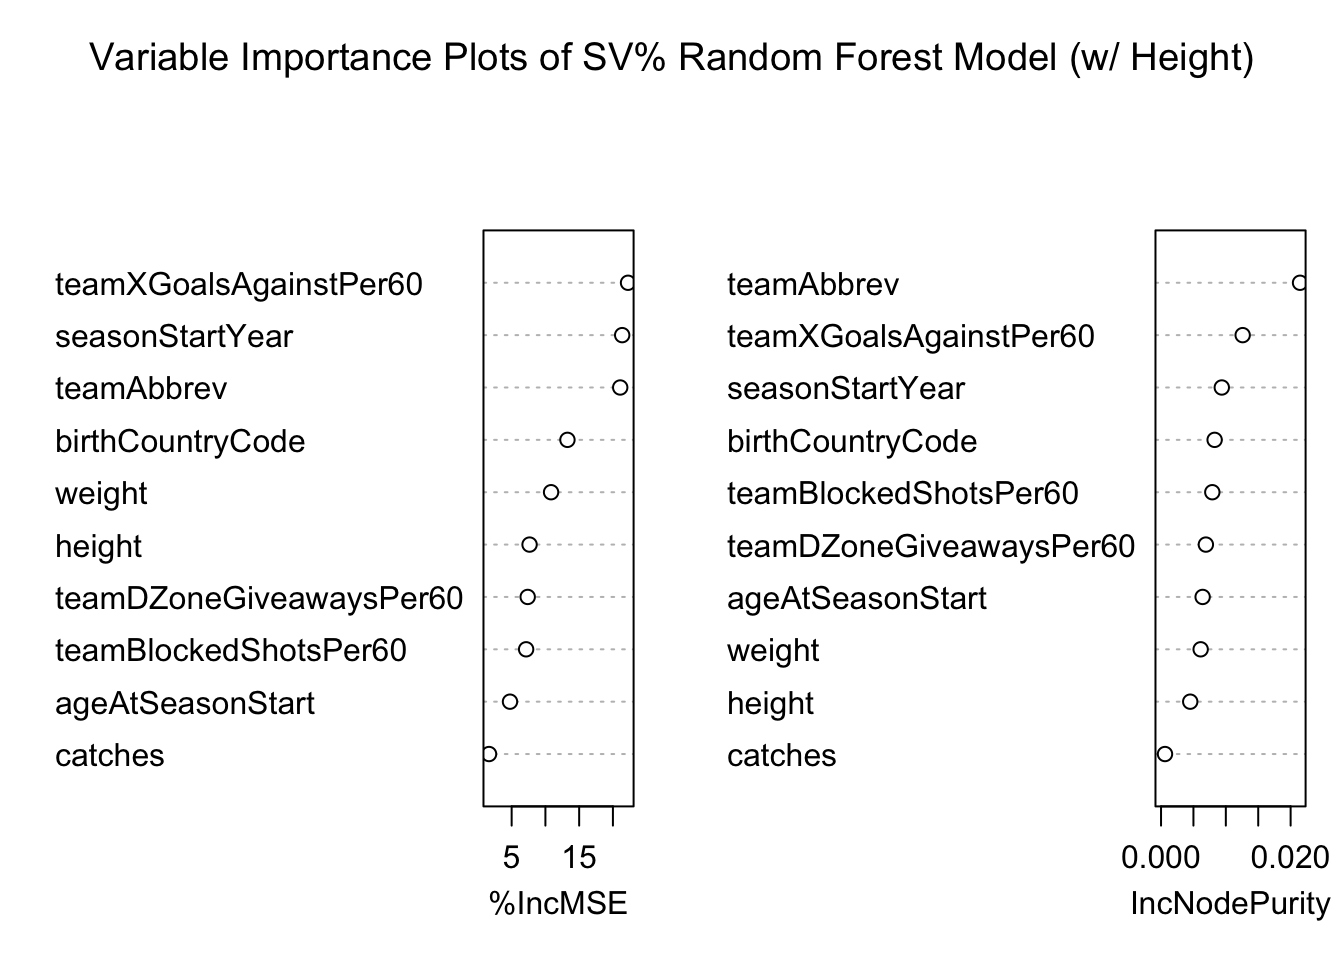 Variable Importance Plots of SV% Random Forest Model (w/ Height)
teamXGoalsAgainstPer60
seasonStartYear
teamAbbrev
birthCountryCode
weight
height
teamDZoneGiveawaysPer60
teamBlockedShotsPer60
ageAtSeasonStart
catches
5 15
%IncMSE
teamAbbrev
teamXGoalsAgainstPer60
seasonStartYear
birthCountryCode
teamBlockedShotsPer60
teamDZoneGiveawaysPer60
ageAtSeasonStart
weight
height
catches
0.000 0.020
IncNodePurity